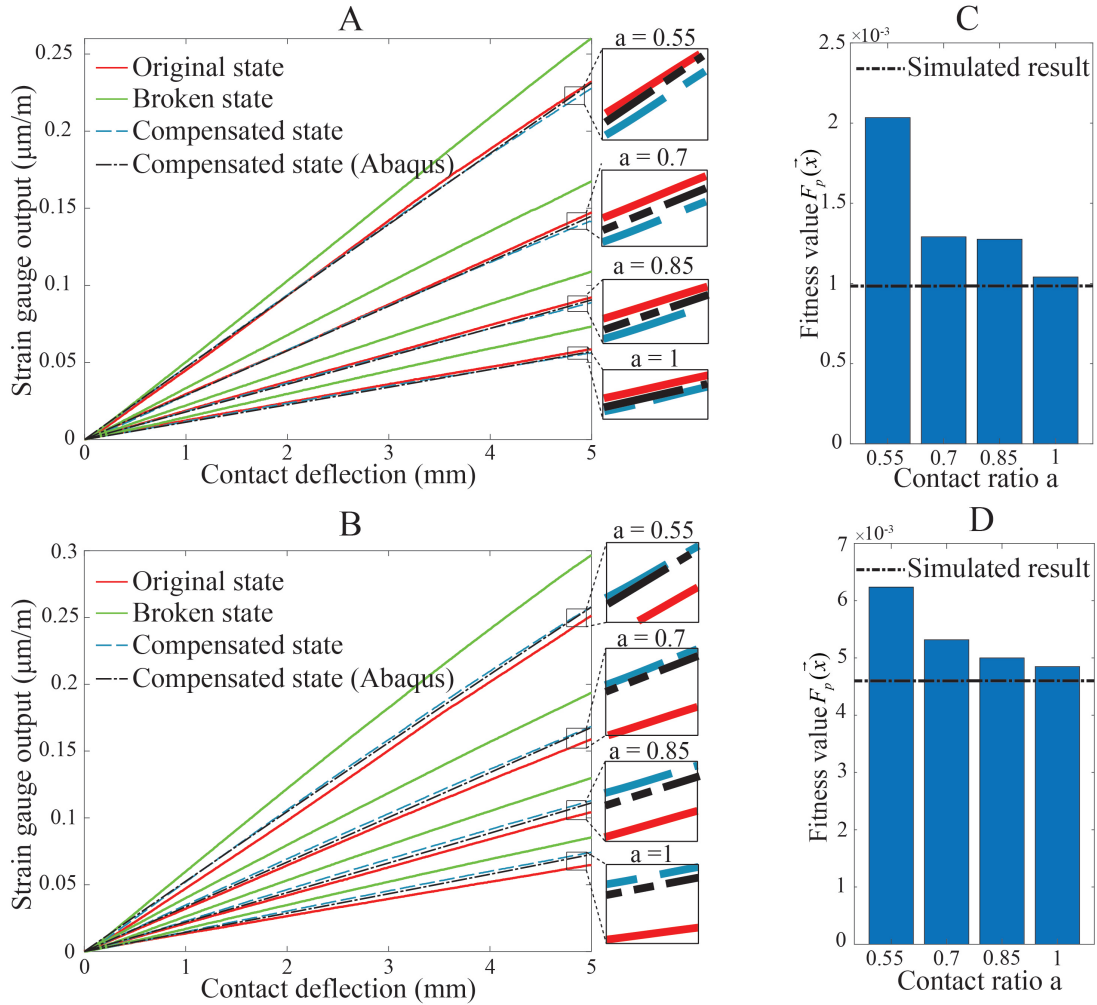 A
Strain gauge output (μm/m)
0.25
0.2
0.15
0.1
0.05
0
Original state
Broken state
Compensated state
Compensated state (Abaqus)
0 1 2 3 4 5
Contact deflection (mm)
a = 0.55
a = 0.7
a = 0.85
a = 1
C
×10⁻³
Fitness value Fₚ(x⃗)
2.5
2
1.5
1
0.5
0
Simulated result
0.55 0.7 0.85 1
Contact ratio a
B
Strain gauge output (μm/m)
0.3
0.25
0.2
0.15
0.1
0.05
0
Original state
Broken state
Compensated state
Compensated state (Abaqus)
0 1 2 3 4 5
Contact deflection (mm)
a = 0.55
a = 0.7
a = 0.85
a =1
D
×10⁻³
Fitness value Fₚ(x⃗)
7
6
5
4
3
2
1
0
Simulated result
0.55 0.7 0.85 1
Contact ratio a